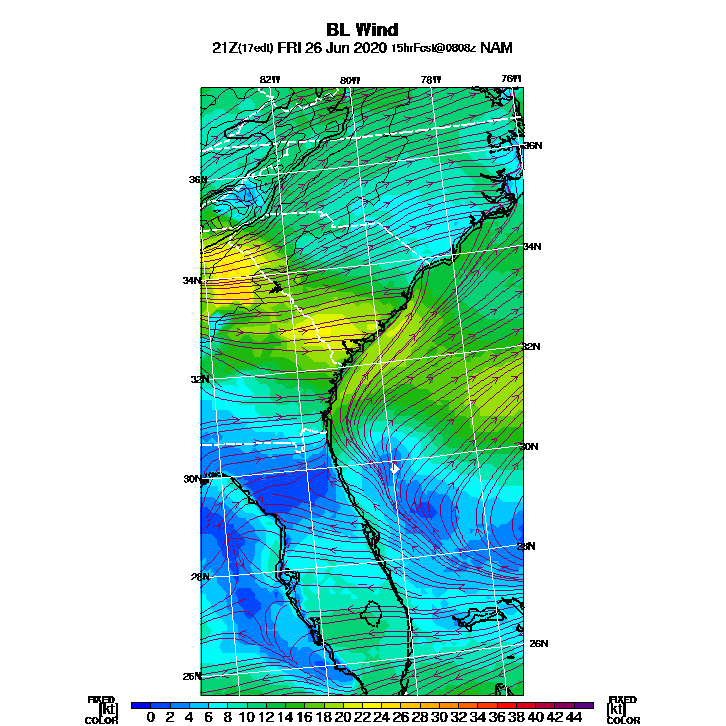 BL Wind
21Z(17edt) FRI 26 Jun 2020 15hrFcst@0808z NAM
82W 80W 78W 76W
36N
36N
34N
34N
32N
32N
30N
30N
28N
28N
26N
26N
FIXED FIXED
[kt] 0 2 4 6 8 10 12 14 16 18 20 22 24 26 28 30 32 34 36 38 40 42 44 [kt]
COLOR COLOR